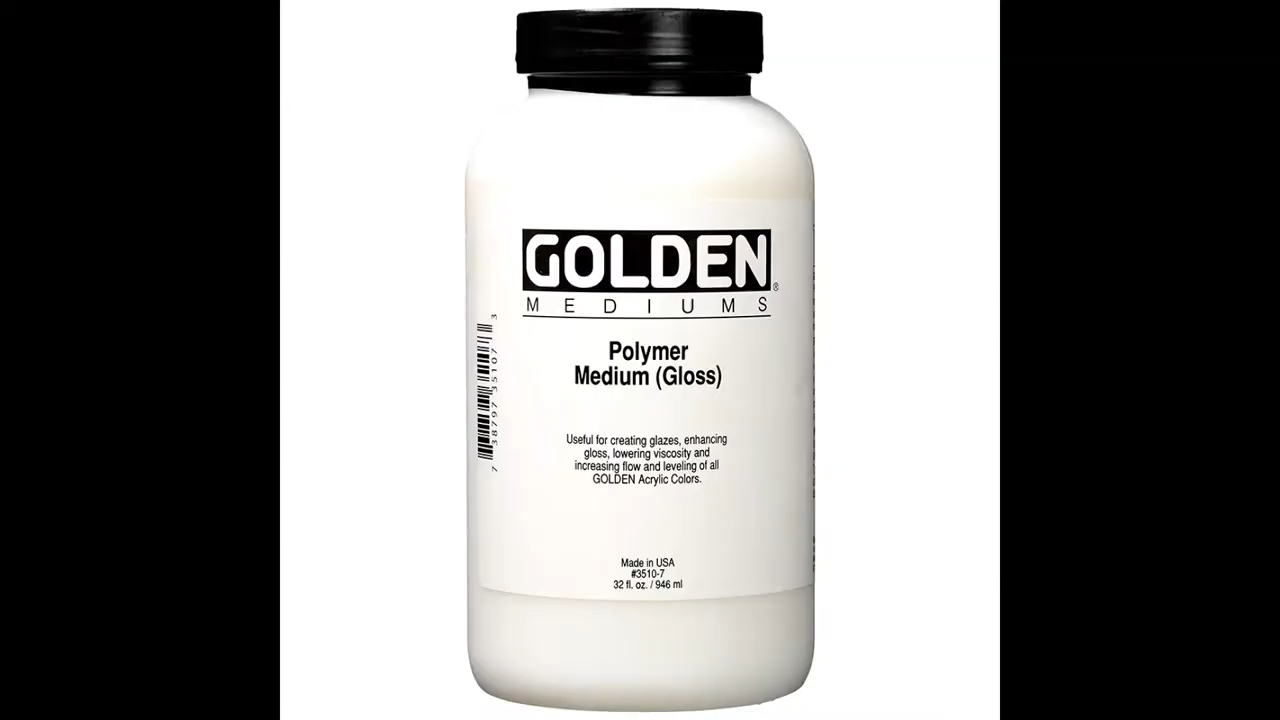 GOLDEN®
MEDIUMS
Polymer
Medium (Gloss)
Useful for creating glazes, enhancing
gloss, lowering viscosity and
increasing flow and leveling of all
GOLDEN Acrylic Colors.
Made in USA
#3510-7
32 fl. oz. / 946 ml
7 38797 35107 3